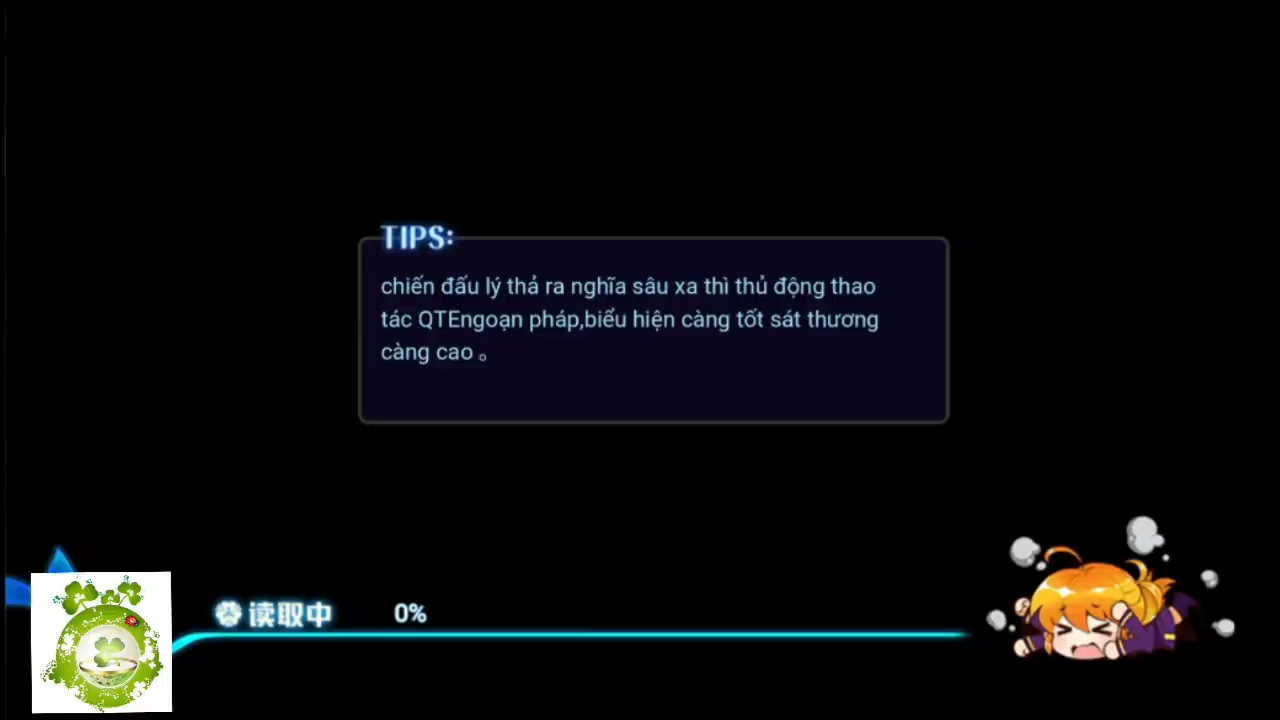 TIPS:
chiến đấu lý thả ra nghĩa sâu xa thì thủ động thao
tác QTEngoạn pháp,biểu hiện càng tốt sát thương
càng cao 。
读取中 0%